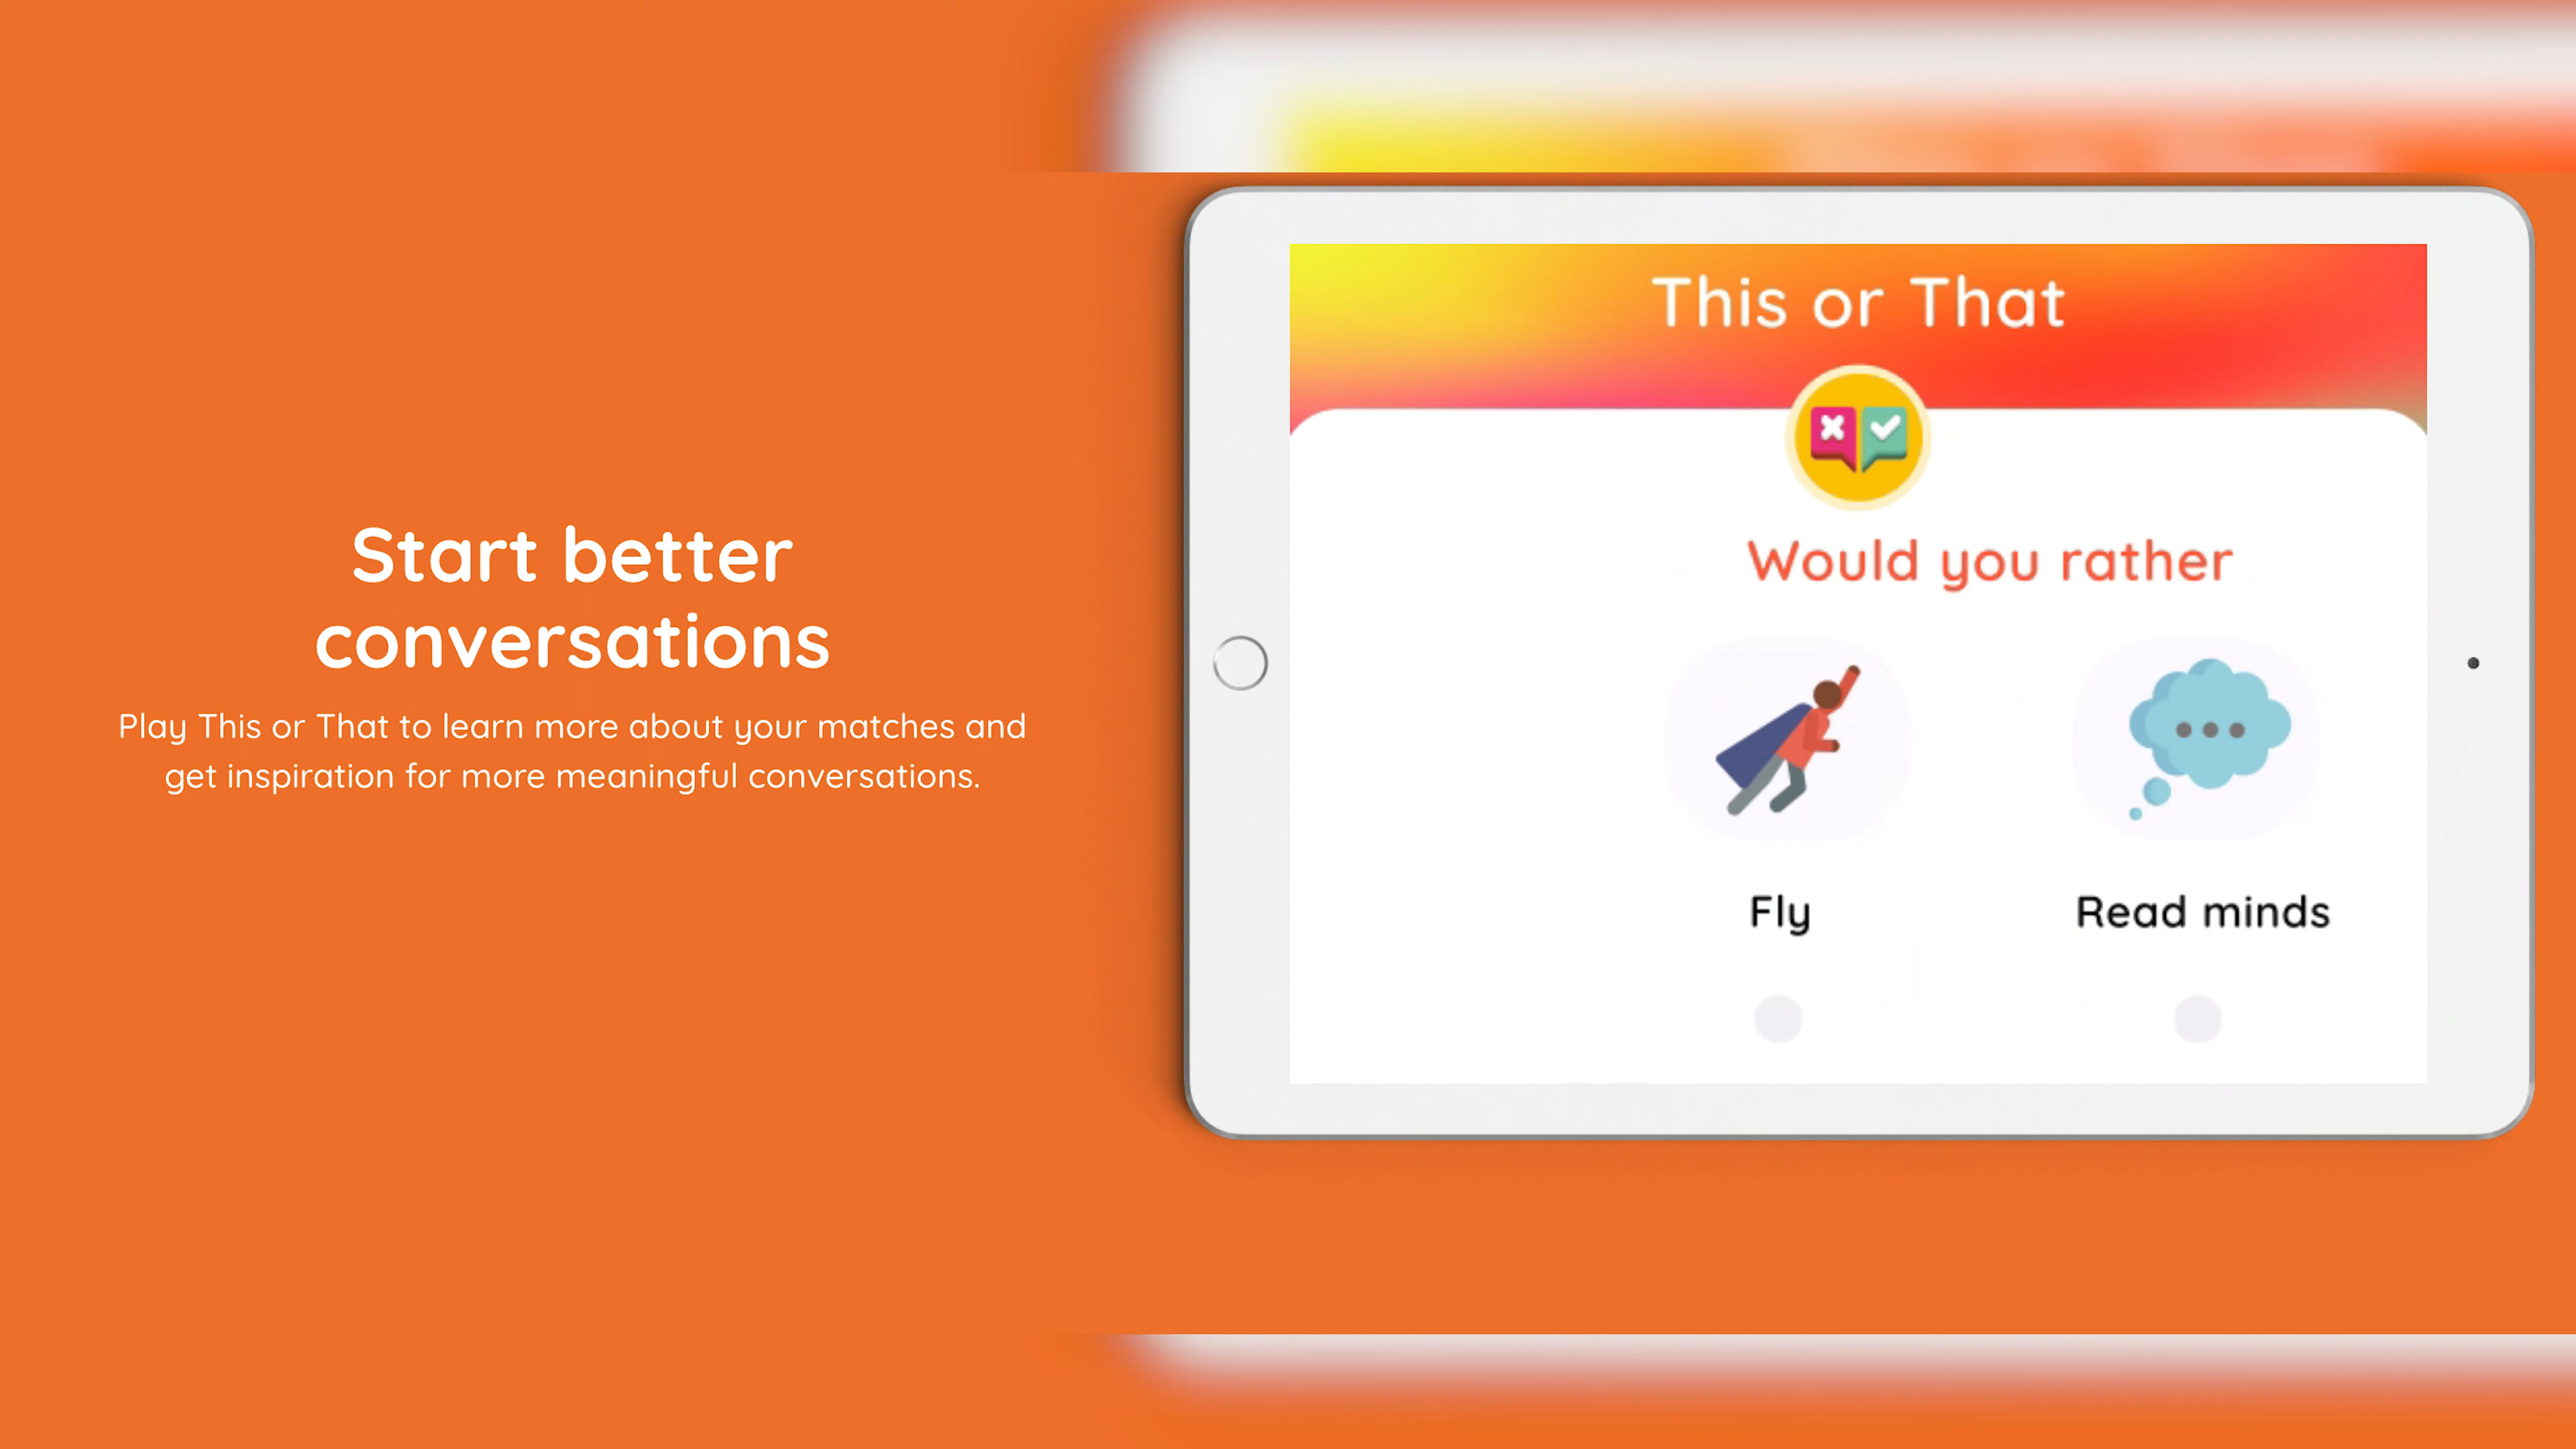 Start better
conversations
Play This or That to learn more about your matches and
get inspiration for more meaningful conversations.
This or That
Would you rather
Fly
Read minds